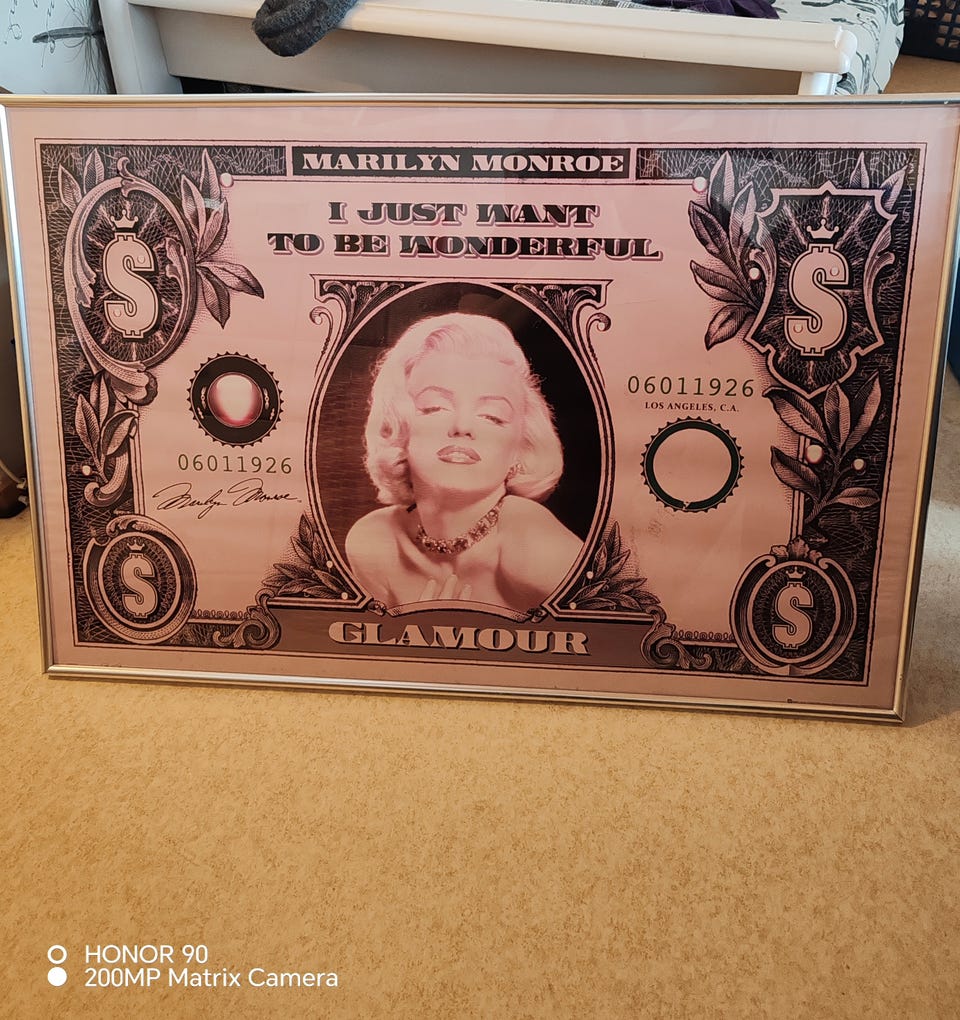 MARILYN MONROE
I JUST WANT
TO BE WONDERFUL
06011926
LOS ANGELES, C.A.
06011926
Marilyn Monroe
GLAMOUR
HONOR 90
200MP Matrix Camera